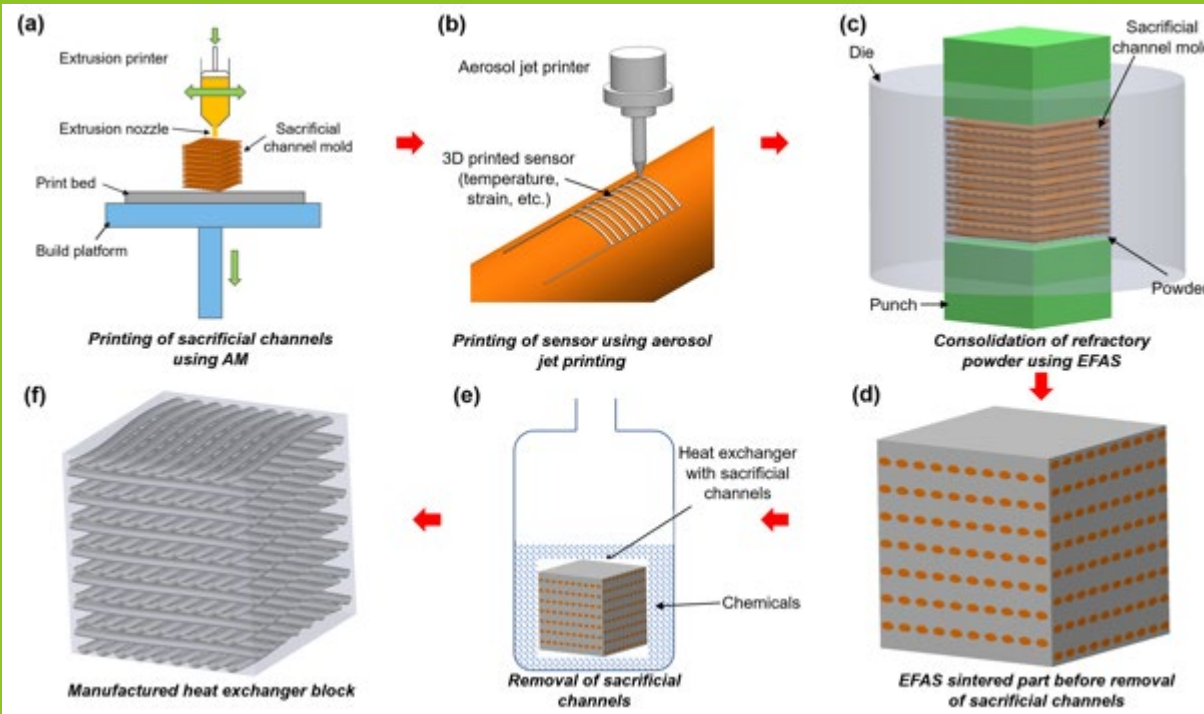 (a)
Extrusion printer
Extrusion nozzle
Sacrificial
channel mold
Print bed
Build platform
Printing of sacrificial channels
using AM
(b)
Aerosol jet printer
3D printed sensor
(temperature,
strain, etc.)
Printing of sensor using aerosol
jet printing
(c)
Die
Sacrificial
channel mold
Powder
Punch
Consolidation of refractory
powder using EFAS
(f)
Manufactured heat exchanger block
(e)
Heat exchanger
with sacrificial
channels
Chemicals
Removal of sacrificial
channels
(d)
EFAS sintered part before removal
of sacrificial channels